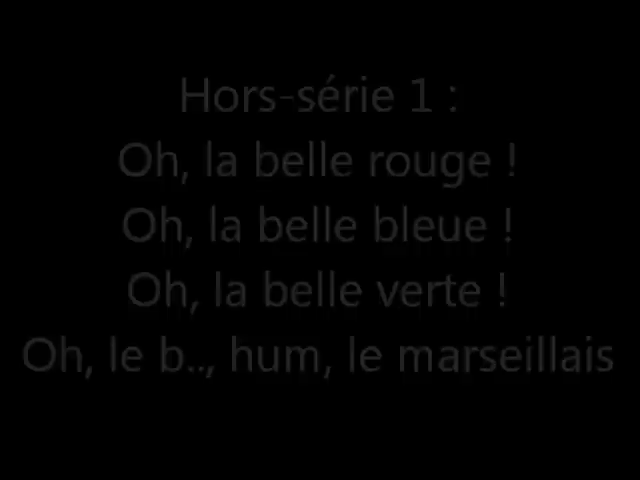 Hors-série 1 :
Oh, la belle rouge !
Oh, la belle bleue !
Oh, la belle verte !
Oh, le b.., hum, le marseillais